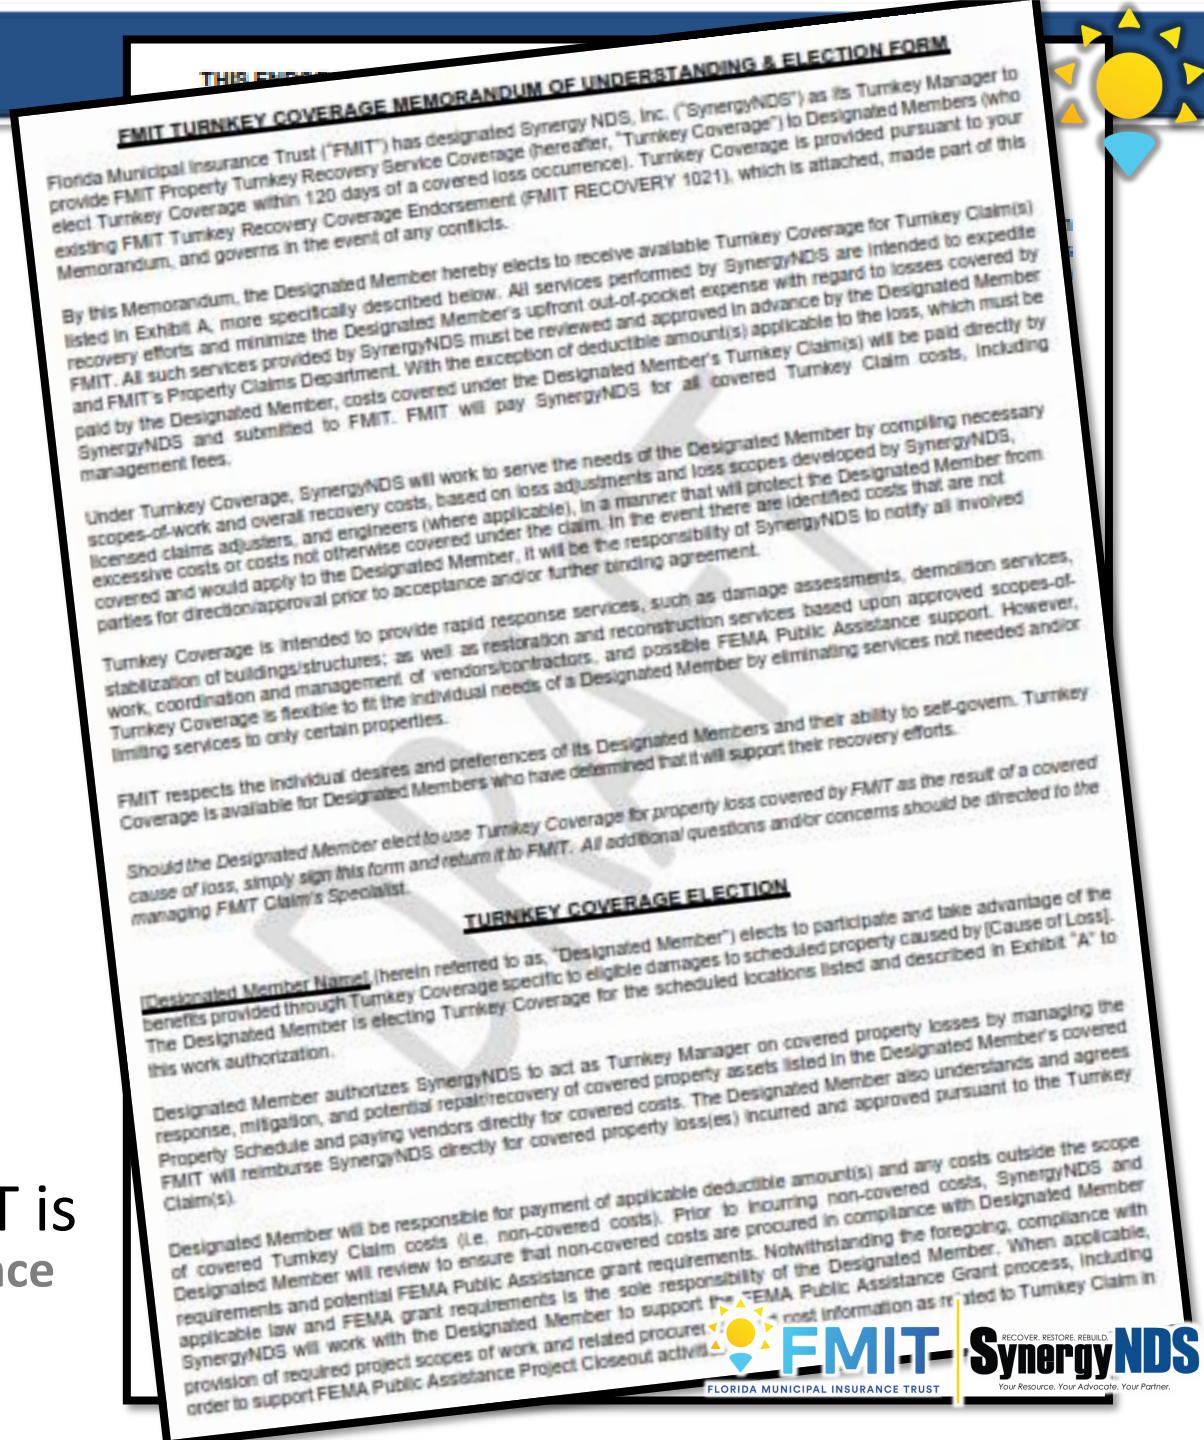 THIS
FMIT TURNKEY COVERAGE MEMORANDUM OF UNDERSTANDING & ELECTION FORM
Florida Municipal Insurance Trust ("FMIT") has designated Synergy NDS, Inc. ("SynergyNDS") as its Turnkey Manager to
provide FMIT Property Turnkey Recovery Service Coverage (hereafter, "Turnkey Coverage") to Designated Members (who
elect Turnkey Coverage within 120 days of a covered loss occurrence). Turnkey Coverage is provided pursuant to your
existing FMIT Turnkey Recovery Coverage Endorsement (FMIT RECOVERY 1021), which is attached, made part of this
Memorandum, and governs in the event of any conflicts.
By this Memorandum, the Designated Member hereby elects to receive available Turnkey Coverage for Turnkey Claim(s)
listed in Exhibit A, more specifically described below. All services performed by SynergyNDS are intended to expedite
recovery efforts and minimize the Designated Member's upfront out-of-pocket expense with regard to losses covered by
FMIT. All such services provided by SynergyNDS must be reviewed and approved in advance by the Designated Member
and FMIT's Property Claims Department. With the exception of deductible amount(s) applicable to the loss, which must be
paid by the Designated Member, costs covered under the Designated Member's Turnkey Claim(s) will be paid directly by
SynergyNDS and submitted to FMIT. FMIT will pay SynergyNDS for all covered Turnkey Claim costs, including
management fees.
Under Turnkey Coverage, SynergyNDS will work to serve the needs of the Designated Member by compiling necessary
scopes-of-work and overall recovery costs, based on loss adjustments and loss scopes developed by SynergyNDS,
licensed claims adjusters, and engineers (where applicable), in a manner that will protect the Designated Member from
excessive costs or costs not otherwise covered under the claim. In the event there are identified costs that are not
covered and would apply to the Designated Member, it will be the responsibility of SynergyNDS to notify all involved
parties for direction/approval prior to acceptance and/or further binding agreement.
Turnkey Coverage is intended to provide rapid response services, such as damage assessments, demolition services,
stabilization of buildings/structures; as well as restoration and reconstruction services based upon approved scopes-of-
work, coordination and management of vendors/contractors, and possible FEMA Public Assistance support. However,
Turnkey Coverage is flexible to fit the individual needs of a Designated Member by eliminating services not needed and/or
limiting services to only certain properties.
FMIT respects the individual desires and preferences of its Designated Members and their ability to self-govern. Turnkey
Coverage is available for Designated Members who have determined that it will support their recovery efforts.
Should the Designated Member elect to use Turnkey Coverage for property loss covered by FMIT as the result of a covered
cause of loss, simply sign this form and return it to FMIT. All additional questions and/or concerns should be directed to the
managing FMIT Claim's Specialist.
TURNKEY COVERAGE ELECTION
[Designated Member Name] (herein referred to as, "Designated Member") elects to participate and take advantage of the
benefits provided through Turnkey Coverage specific to eligible damages to scheduled property caused by [Cause of Loss].
The Designated Member is electing Turnkey Coverage for the scheduled locations listed and described in Exhibit "A" to
this work authorization.
Designated Member authorizes SynergyNDS to act as Turnkey Manager on covered property losses by managing the
response, mitigation, and potential repair/recovery of covered property assets listed in the Designated Member's covered
Property Schedule and paying vendors directly for covered costs. The Designated Member also understands and agrees
FMIT will reimburse SynergyNDS directly for covered property loss(es) incurred and approved pursuant to the Turnkey
Claim(s).
Designated Member will be responsible for payment of applicable deductible amount(s) and any costs outside the scope
of covered Turnkey Claim costs (i.e. non-covered costs). Prior to incurring non-covered costs, SynergyNDS and
Designated Member will review to ensure that non-covered costs are procured in compliance with Designated Member
requirements and potential FEMA Public Assistance grant requirements. Notwithstanding the foregoing, compliance with
applicable law and FEMA grant requirements is the sole responsibility of the Designated Member. When applicable,
SynergyNDS will work with the Designated Member to support the FEMA Public Assistance Grant process, including
provision of required project scopes of work and related procure cost information as related to Turnkey Claim in
order to support FEMA Public Assistance Project Closeout activit
DRAFT
T is
nce
FMIT
FLORIDA MUNICIPAL INSURANCE TRUST
RECOVER. RESTORE. REBUILD.
SynergyNDS
Your Resource. Your Advocate. Your Partner.